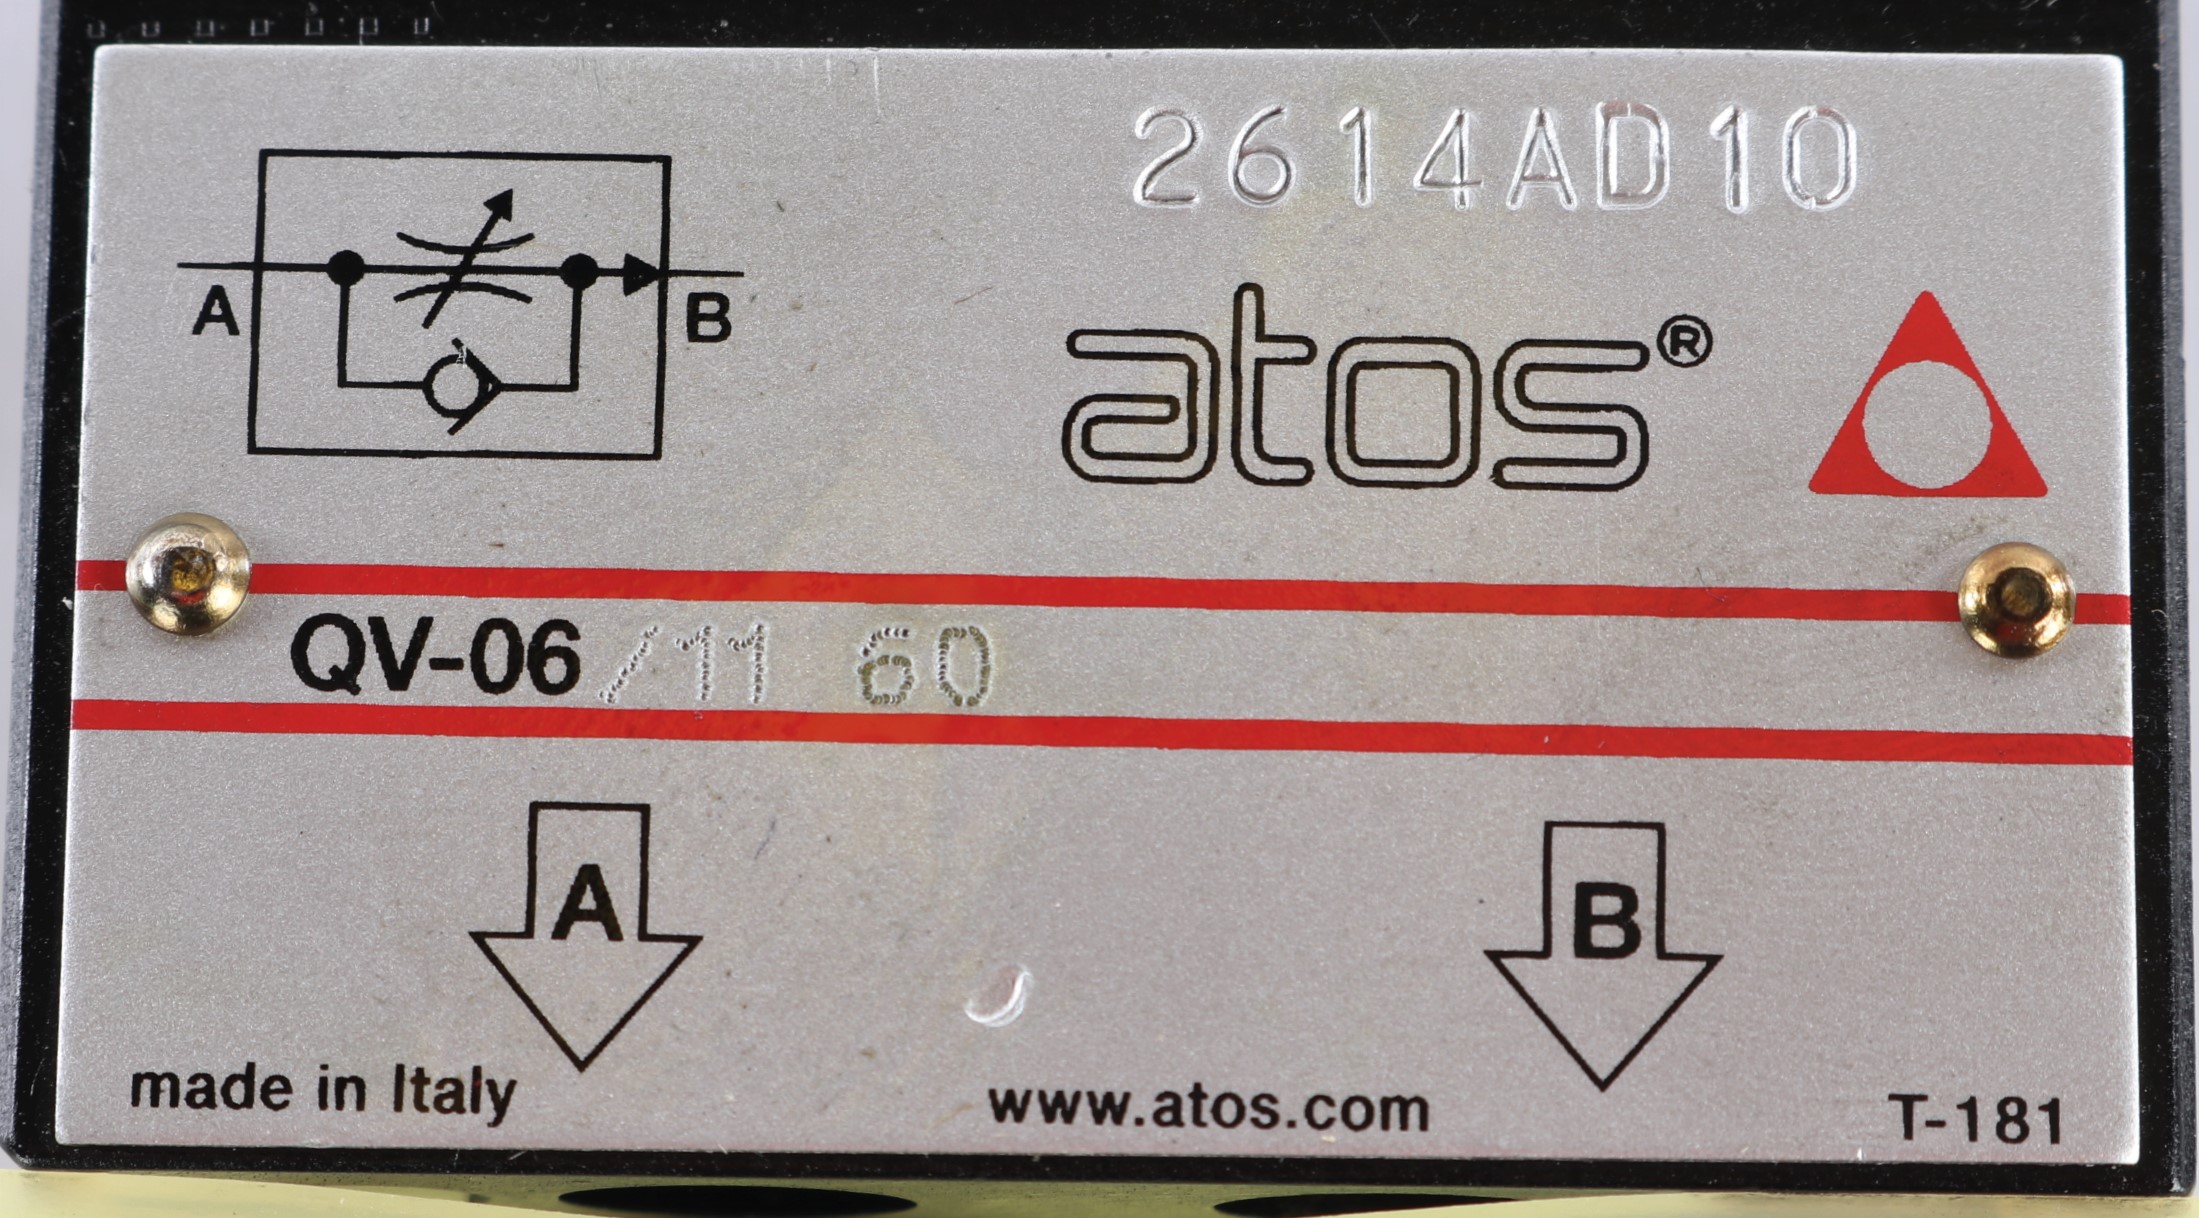 2614AD10
A
B
atos®
QV-06/11 60
A
B
made in Italy
www.atos.com
T-181